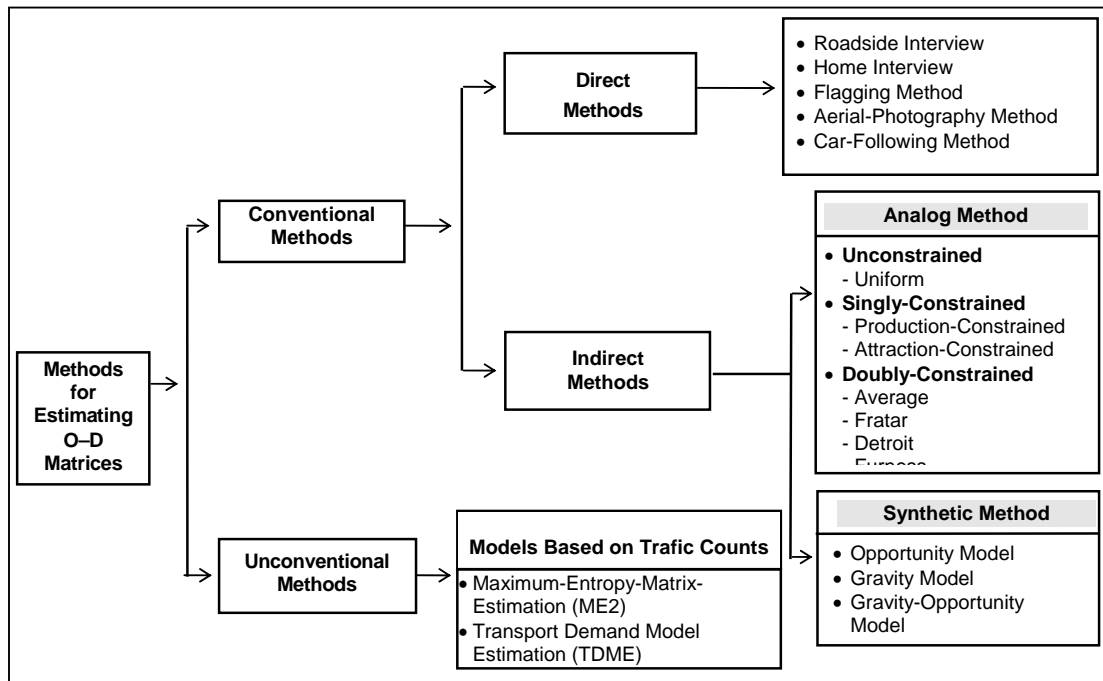 Methods
for
Estimating
O–D
Matrices
Conventional
Methods
Direct
Methods
• Roadside Interview
• Home Interview
• Flagging Method
• Aerial-Photography Method
• Car-Following Method
Indirect
Methods
Analog Method
• Unconstrained
- Uniform
• Singly-Constrained
- Production-Constrained
- Attraction-Constrained
• Doubly-Constrained
- Average
- Fratar
- Detroit
- Furness
Synthetic Method
• Opportunity Model
• Gravity Model
• Gravity-Opportunity
Model
Unconventional
Methods
Models Based on Trafic Counts
• Maximum-Entropy-Matrix-
Estimation (ME2)
• Transport Demand Model
Estimation (TDME)